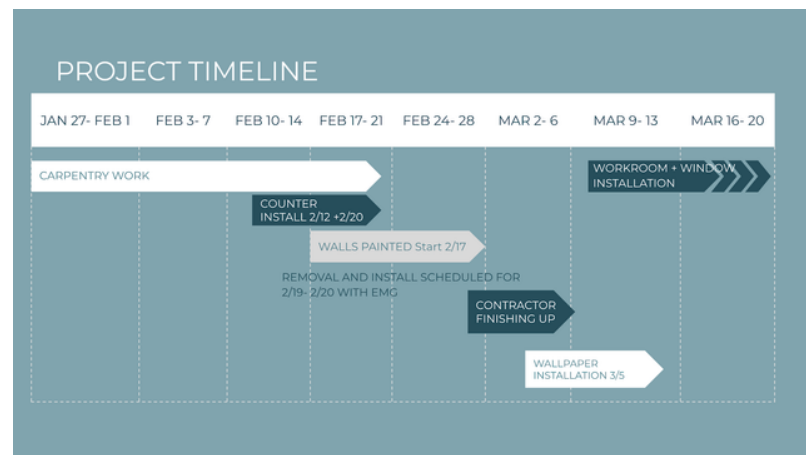 PROJECT TIMELINE
JAN 27- FEB 1 FEB 3- 7 FEB 10- 14 FEB 17- 21 FEB 24- 28 MAR 2- 6 MAR 9- 13 MAR 16- 20
CARPENTRY WORK
WORKROOM + WINDOW
INSTALLATION
COUNTER
INSTALL 2/12 +2/20
WALLS PAINTED Start 2/17
REMOVAL AND INSTALL SCHEDULED FOR
2/19- 2/20 WITH EMG
CONTRACTOR
FINISHING UP
WALLPAPER
INSTALLATION 3/5